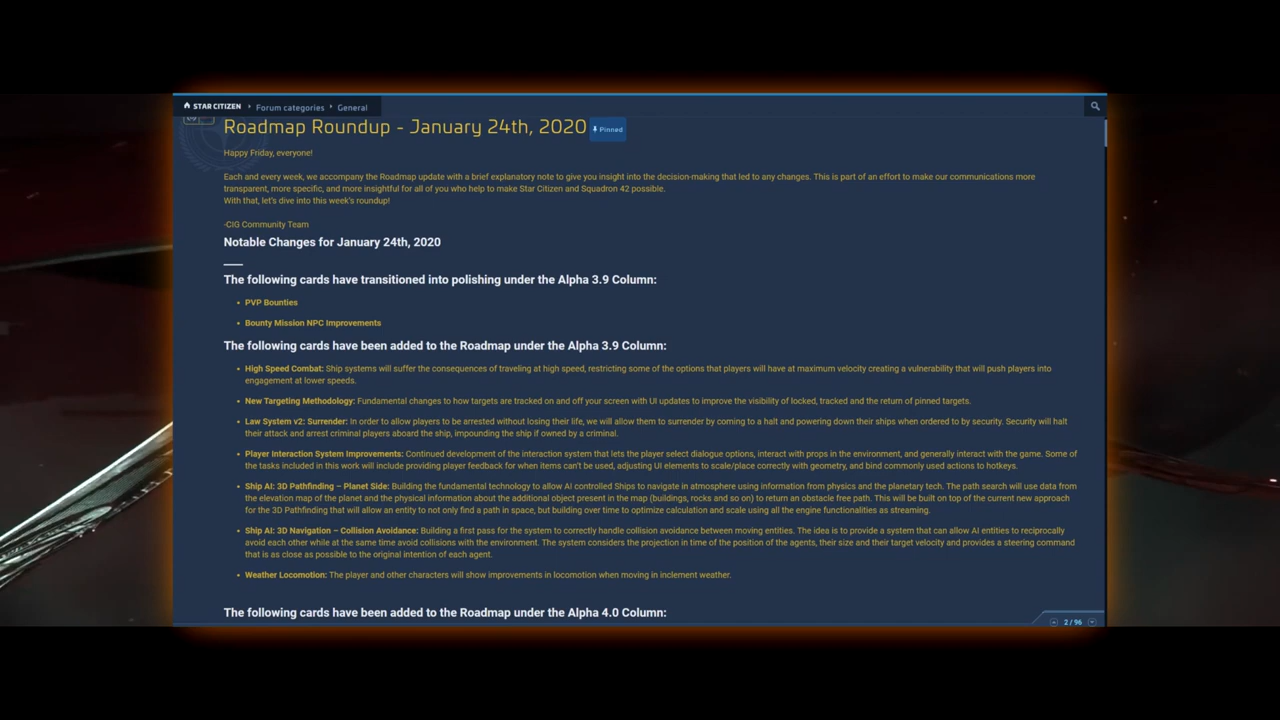 STAR CITIZEN Forum categories General
Roadmap Roundup - January 24th, 2020 Pinned
Happy Friday, everyone!
Each and every week, we accompany the Roadmap update with a brief explanatory note to give you insight into the decision-making that led to any changes. This is part of an effort to make our communications more
transparent, more specific, and more insightful for all of you who help to make Star Citizen and Squadron 42 possible.
With that, let's dive into this week's roundup!
-CIG Community Team
Notable Changes for January 24th, 2020
The following cards have transitioned into polishing under the Alpha 3.9 Column:
• PVP Bounties
• Bounty Mission NPC Improvements
The following cards have been added to the Roadmap under the Alpha 3.9 Column:
• High Speed Combat: Ship systems will suffer the consequences of traveling at high speed, restricting some of the options that players will have at maximum velocity creating a vulnerability that will push players into
engagement at lower speeds.
• New Targeting Methodology: Fundamental changes to how targets are tracked on and off your screen with UI updates to improve the visibility of locked, tracked and the return of pinned targets.
• Law System v2: Surrender: In order to allow players to be arrested without losing their life, we will allow them to surrender by coming to a halt and powering down their ships when ordered to by security. Security will halt
their attack and arrest criminal players aboard the ship, impounding the ship if owned by a criminal.
• Player Interaction System Improvements: Continued development of the interaction system that lets the player select dialogue options, interact with props in the environment, and generally interact with the game. Some of
the tasks included in this work will include providing player feedback for when items can't be used, adjusting UI elements to scale/place correctly with geometry, and bind commonly used actions to hotkeys.
• Ship AI: 3D Pathfinding – Planet Side: Building the fundamental technology to allow AI controlled Ships to navigate in atmosphere using information from physics and the planetary tech. The path search will use data from
the elevation map of the planet and the physical information about the additional object present in the map (buildings, rocks and so on) to return an obstacle free path. This will be built on top of the current new approach
for the 3D Pathfinding that will allow an entity to not only find a path in space, but building over time to optimize calculation and scale using all the engine functionalities as streaming.
• Ship AI: 3D Navigation – Collision Avoidance: Building a first pass for the system to correctly handle collision avoidance between moving entities. The idea is to provide a system that can allow AI entities to reciprocally
avoid each other while at the same time avoid collisions with the environment. The system considers the projection in time of the position of the agents, their size and their target velocity and provides a steering command
that is as close as possible to the original intention of each agent.
• Weather Locomotion: The player and other characters will show improvements in locomotion when moving in inclement weather.
The following cards have been added to the Roadmap under the Alpha 4.0 Column:
2 / 96